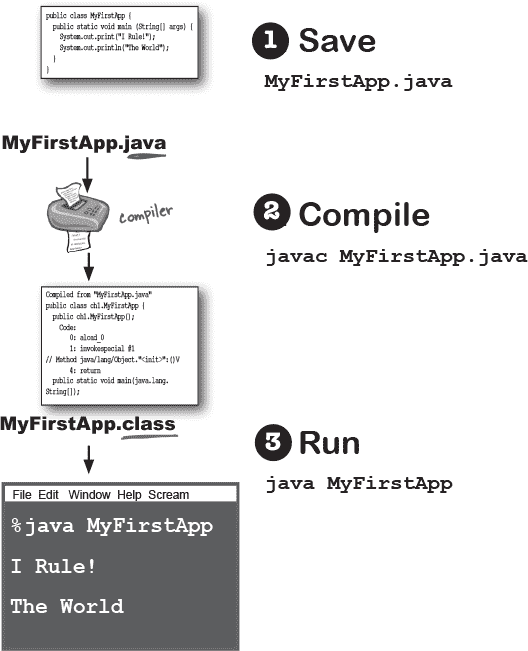 public class MyFirstApp {
public static void main (String[] args) {
System.out.print("I Rule!");
System.out.println("The World");
}
}
1 Save
MyFirstApp.java
MyFirstApp.java
compiler
2 Compile
javac MyFirstApp.java
Compiled from "MyFirstApp.java"
public class ch1.MyFirstApp {
public ch1.MyFirstApp();
Code:
0: aload_0
1: invokespecial #1
// Method java/lang/Object."<init>":()V
4: return
public static void main(java.lang.
String[]);
MyFirstApp.class
3 Run
java MyFirstApp
File Edit Window Help Scream
%java MyFirstApp
I Rule!
The World